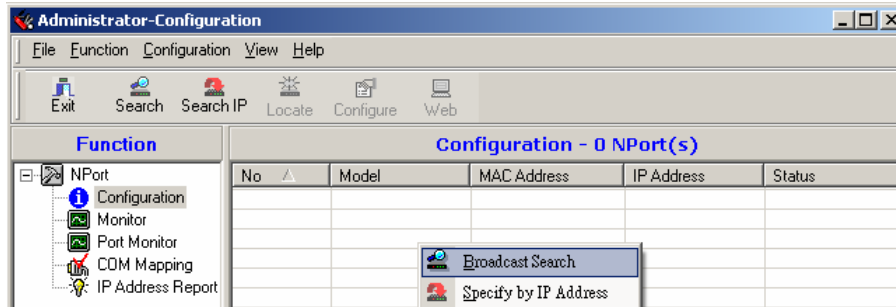 Administrator-Configuration
File Function Configuration View Help
Exit Search Search IP Locate Configure Web
Function
Configuration - 0 NPort(s)
NPort
Configuration
Monitor
Port Monitor
COM Mapping
IP Address Report
No Model MAC Address IP Address Status
Broadcast Search
Specify by IP Address